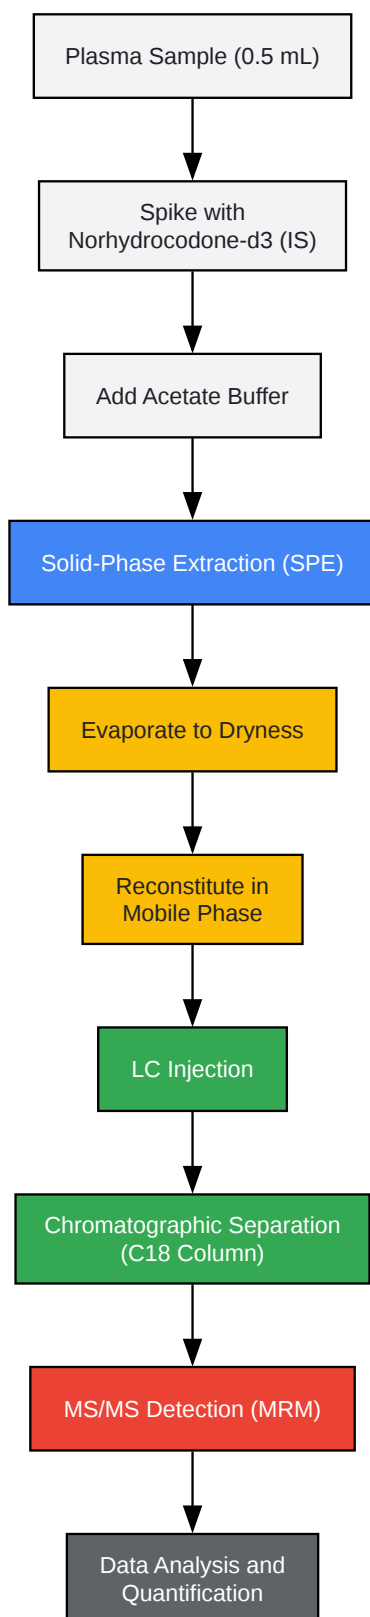 Plasma Sample (0.5 mL)
Spike with
Norhydrocodone-d3 (IS)
Add Acetate Buffer
Solid-Phase Extraction (SPE)
Evaporate to Dryness
Reconstitute in
Mobile Phase
LC Injection
Chromatographic Separation
(C18 Column)
MS/MS Detection (MRM)
Data Analysis and
Quantification